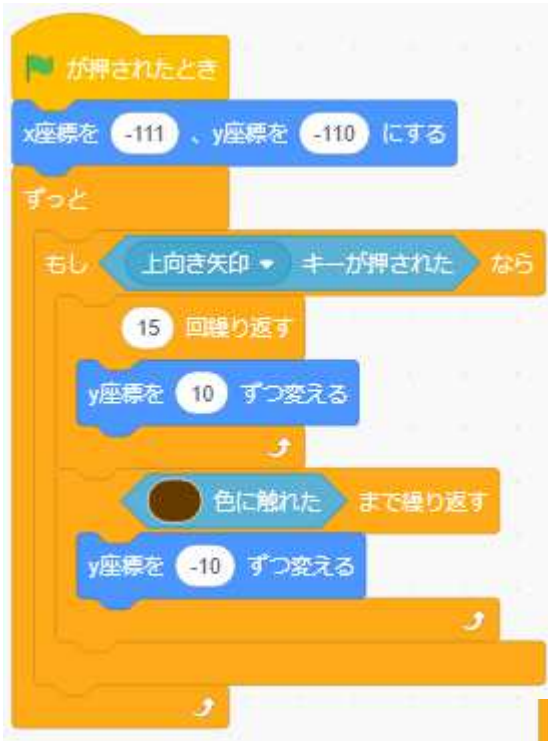 が押されたとき
x座標を -111 、y座標を -110 にする
ずっと
もし 上向き矢印 キーが押された なら
15 回繰り返す
y座標を 10 ずつ変える
色に触れた まで繰り返す
y座標を -10 ずつ変える